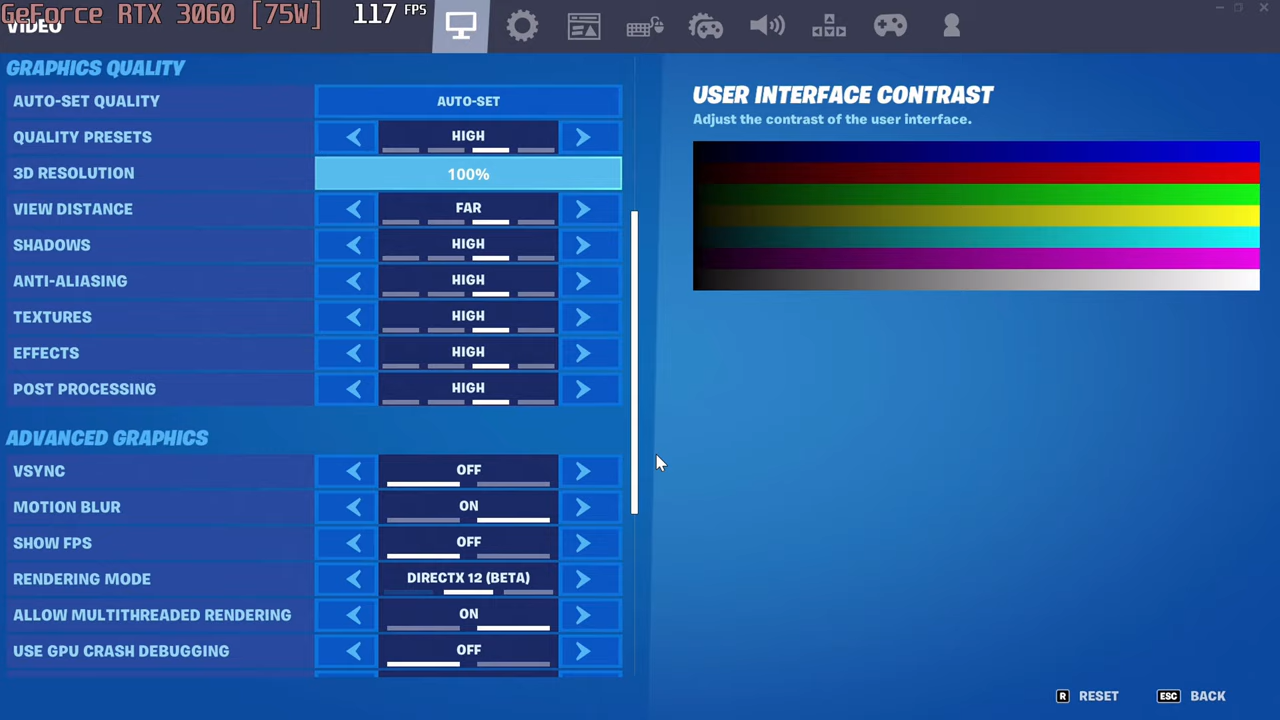 GeForce RTX 3060 [75W] 117 FPS
VIDEO
GRAPHICS QUALITY
AUTO-SET QUALITY AUTO-SET
QUALITY PRESETS HIGH
3D RESOLUTION 100%
VIEW DISTANCE FAR
SHADOWS HIGH
ANTI-ALIASING HIGH
TEXTURES HIGH
EFFECTS HIGH
POST PROCESSING HIGH
ADVANCED GRAPHICS
VSYNC OFF
MOTION BLUR ON
SHOW FPS OFF
RENDERING MODE DIRECTX 12 (BETA)
ALLOW MULTITHREADED RENDERING ON
USE GPU CRASH DEBUGGING OFF
USER INTERFACE CONTRAST
Adjust the contrast of the user interface.
R RESET ESC BACK